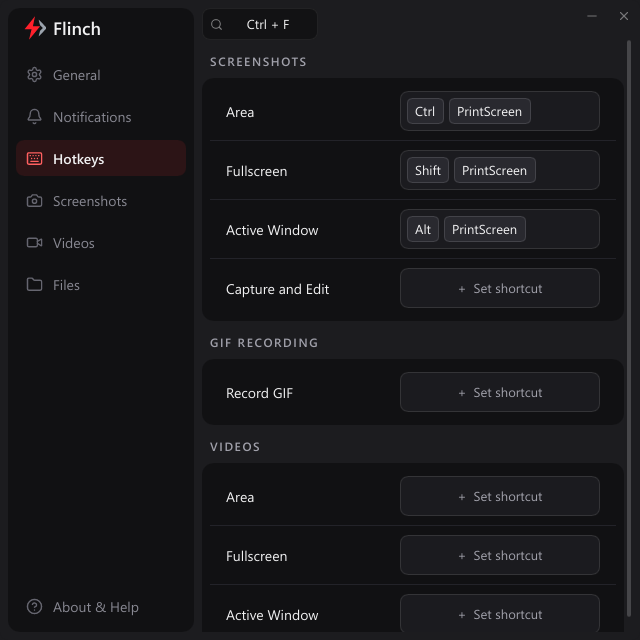 Flinch
General
Notifications
Hotkeys
Screenshots
Videos
Files
About & Help
Ctrl + F
SCREENSHOTS
Area Ctrl PrintScreen
Fullscreen Shift PrintScreen
Active Window Alt PrintScreen
Capture and Edit + Set shortcut
GIF RECORDING
Record GIF + Set shortcut
VIDEOS
Area + Set shortcut
Fullscreen + Set shortcut
Active Window + Set shortcut